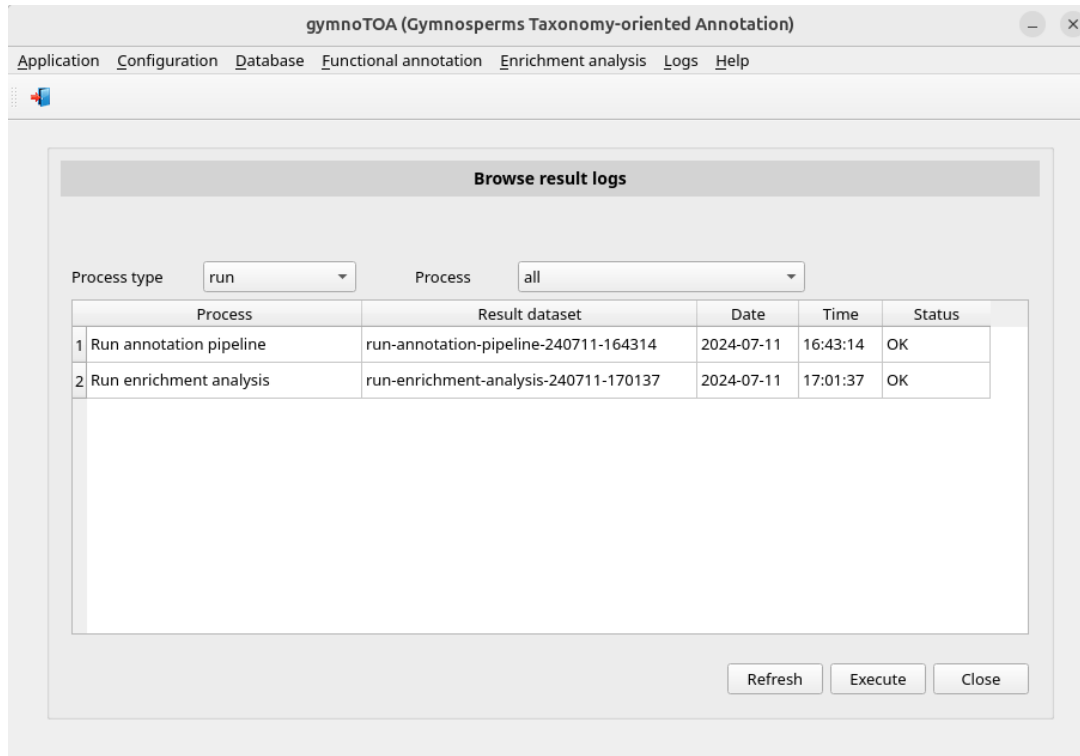 gymnoTOA (Gymnosperms Taxonomy-oriented Annotation)
Application Configuration Database Functional annotation Enrichment analysis Logs Help
Browse result logs
Process type run Process all
Process Result dataset Date Time Status
1 Run annotation pipeline run-annotation-pipeline-240711-164314 2024-07-11 16:43:14 OK
2 Run enrichment analysis run-enrichment-analysis-240711-170137 2024-07-11 17:01:37 OK
Refresh Execute Close